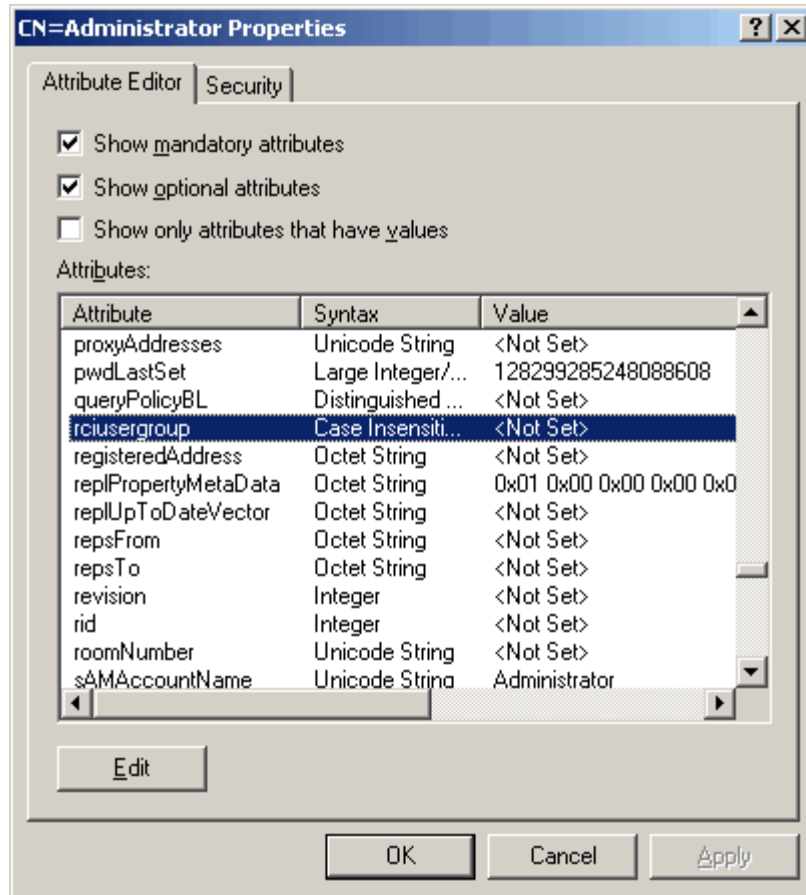 CN=Administrator Properties
Attribute Editor Security
Show mandatory attributes
Show optional attributes
Show only attributes that have values
Attributes:
Attribute Syntax Value
proxyAddresses Unicode String <Not Set>
pwdLastSet Large Integer/... 128299285248088608
queryPolicyBL Distinguished ... <Not Set>
rciusergroup Case Insensiti... <Not Set>
registeredAddress Octet String <Not Set>
replPropertyMetaData Octet String 0x01 0x00 0x00 0x00 0x0
replUpToDateVector Octet String <Not Set>
repsFrom Octet String <Not Set>
repsTo Octet String <Not Set>
revision Integer <Not Set>
rid Integer <Not Set>
roomNumber Unicode String <Not Set>
sAMAccountName Unicode String Administrator
Edit
OK Cancel Apply